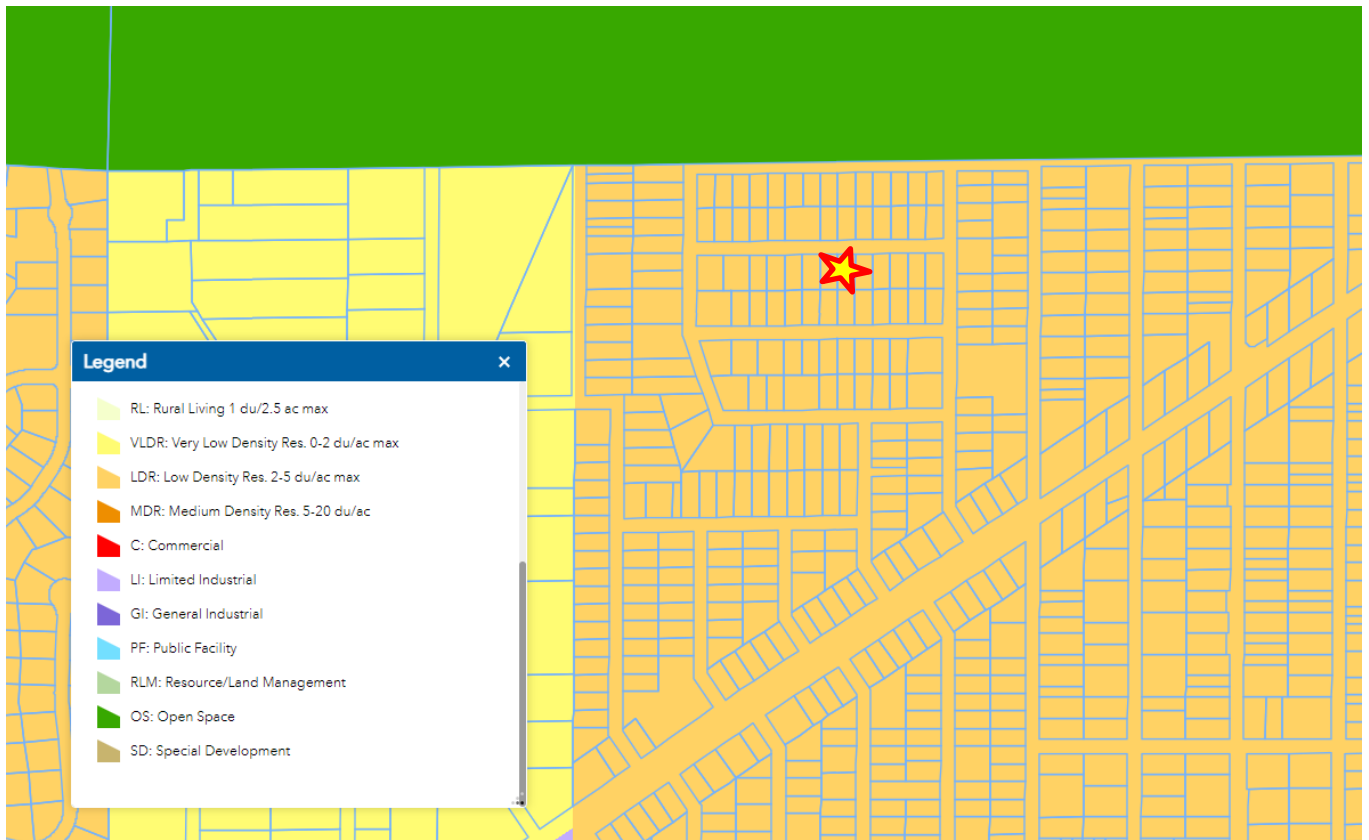 Legend
RL: Rural Living 1 du/2.5 ac max
VLDR: Very Low Density Res. 0-2 du/ac max
LDR: Low Density Res. 2-5 du/ac max
MDR: Medium Density Res. 5-20 du/ac
C: Commercial
LI: Limited Industrial
GI: General Industrial
PF: Public Facility
RLM: Resource/Land Management
OS: Open Space
SD: Special Development